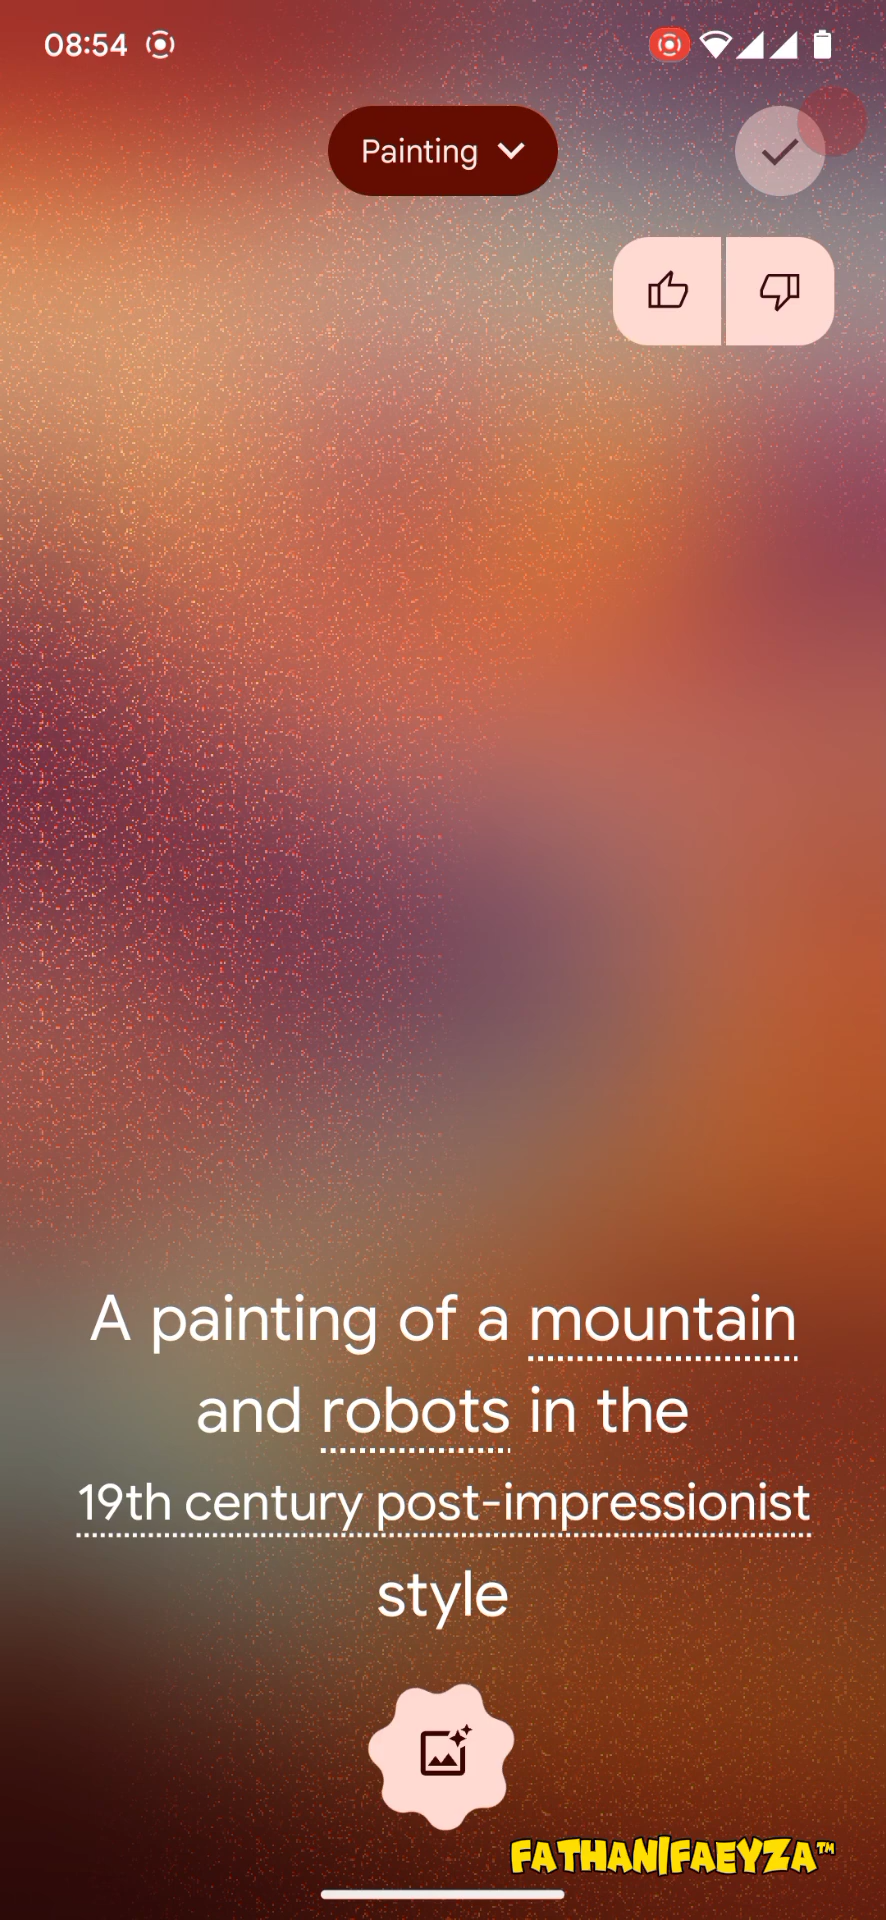 08:54
Painting
A painting of a mountain
and robots in the
19th century post-impressionist
style
FATHANIFAEYZA™